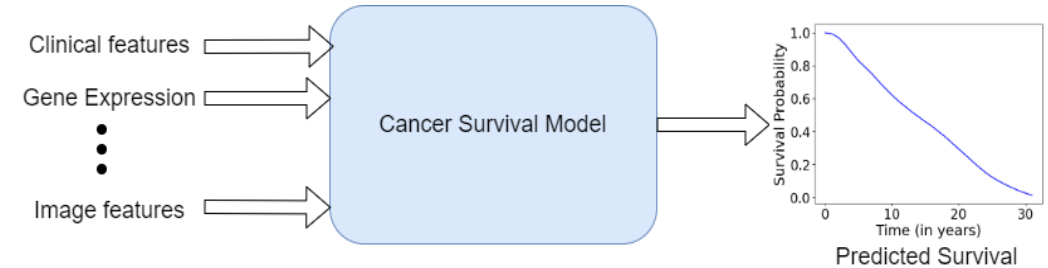 Clinical features
Gene Expression
Image features
Cancer Survival Model
Survival Probability
1.0
0.8
0.6
0.4
0.2
0.0
0 10 20 30
Time (in years)
Predicted Survival